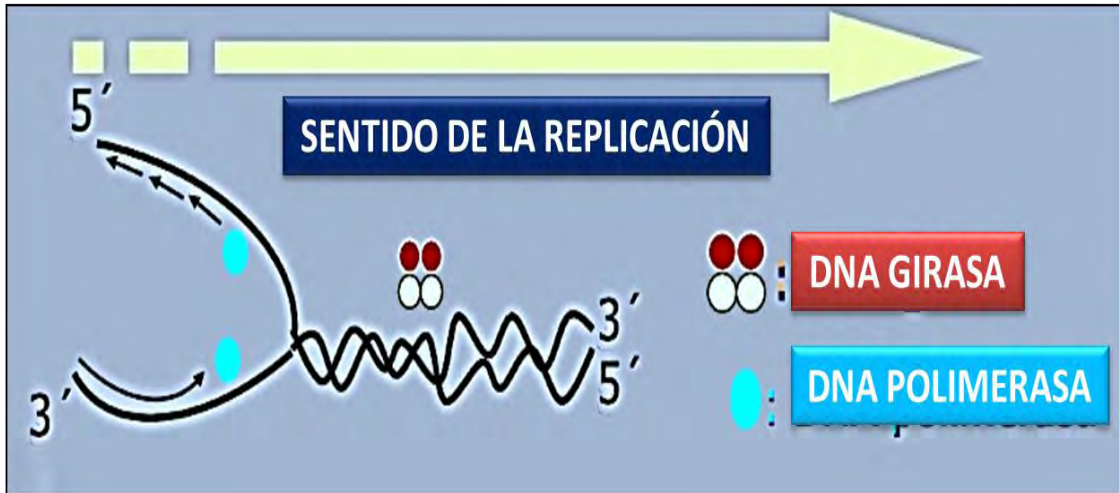 5´
SENTIDO DE LA REPLICACIÓN
: DNA GIRASA
3´
5´
3´
: DNA POLIMERASA